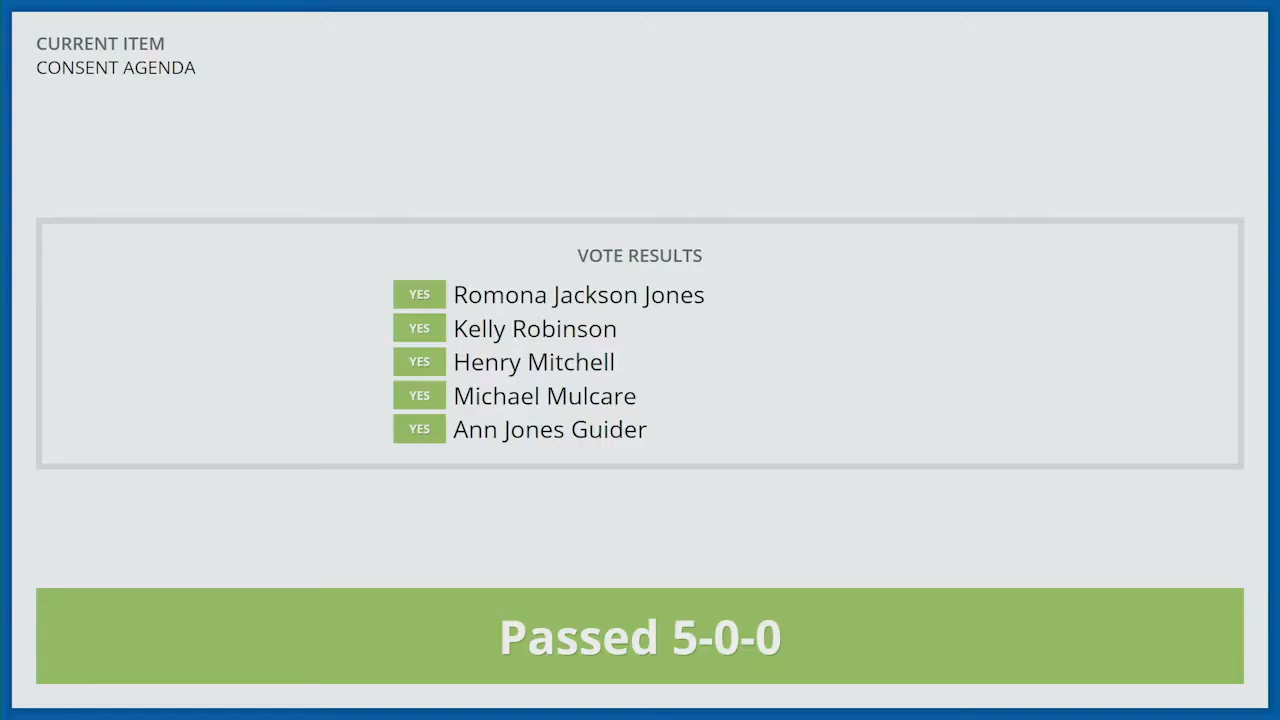 CURRENT ITEM
CONSENT AGENDA
VOTE RESULTS
YES Romona Jackson Jones
YES Kelly Robinson
YES Henry Mitchell
YES Michael Mulcare
YES Ann Jones Guider
Passed 5-0-0